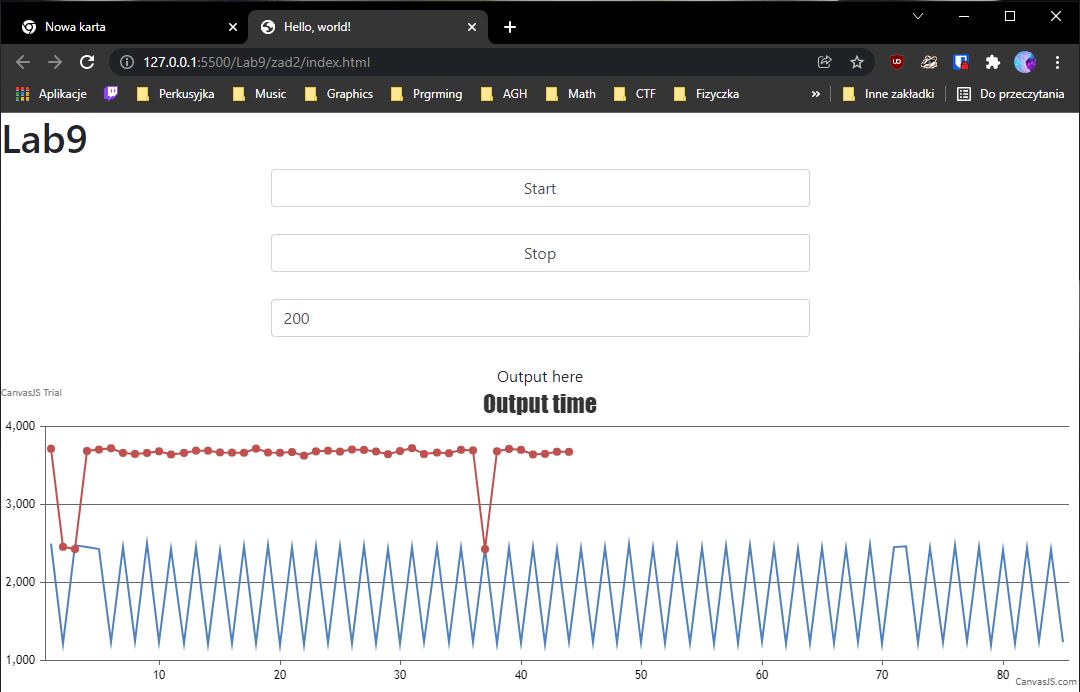 Nowa karta
Hello, world!
127.0.0.1:5500/Lab9/zad2/index.html
Aplikacje Perkusyjka Music Graphics Prgrming AGH Math CTF Fizyczka » Inne zakładki Do przeczytania
Lab9
Start
Stop
200
Output here
CanvasJS Trial
Output time
4,000
3,000
2,000
1,000
10 20 30 40 50 60 70 80
CanvasJS.com